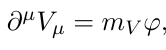 ∂^μ V_μ = m_V φ,